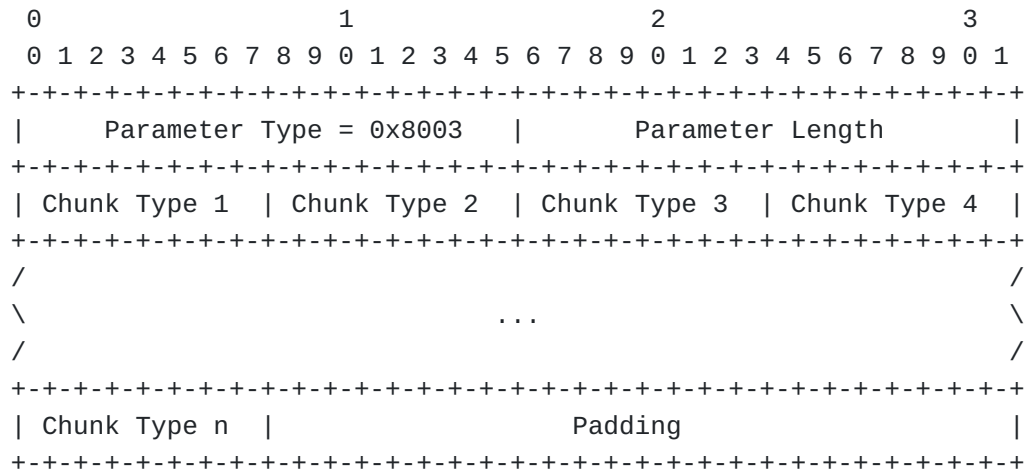 0                   1                   2                   3
0 1 2 3 4 5 6 7 8 9 0 1 2 3 4 5 6 7 8 9 0 1 2 3 4 5 6 7 8 9 0 1
+-+-+-+-+-+-+-+-+-+-+-+-+-+-+-+-+-+-+-+-+-+-+-+-+-+-+-+-+-+-+-+-+
|     Parameter Type = 0x8003   |       Parameter Length        |
+-+-+-+-+-+-+-+-+-+-+-+-+-+-+-+-+-+-+-+-+-+-+-+-+-+-+-+-+-+-+-+-+
| Chunk Type 1  | Chunk Type 2  | Chunk Type 3  | Chunk Type 4  |
+-+-+-+-+-+-+-+-+-+-+-+-+-+-+-+-+-+-+-+-+-+-+-+-+-+-+-+-+-+-+-+-+
/                                                               /
\                              ...                              \
/                                                               /
+-+-+-+-+-+-+-+-+-+-+-+-+-+-+-+-+-+-+-+-+-+-+-+-+-+-+-+-+-+-+-+-+
| Chunk Type n  |                   Padding                     |
+-+-+-+-+-+-+-+-+-+-+-+-+-+-+-+-+-+-+-+-+-+-+-+-+-+-+-+-+-+-+-+-+